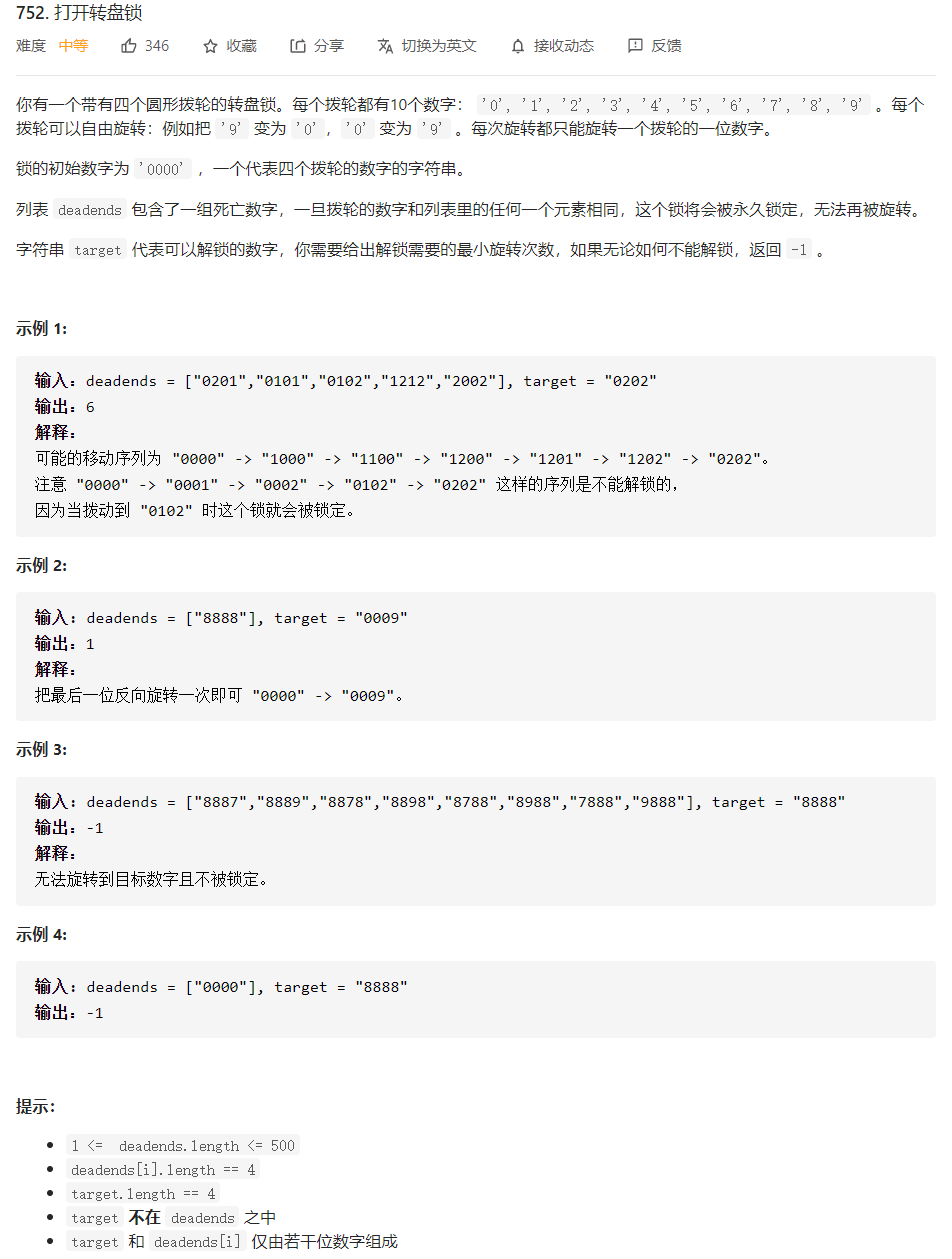 752. 打开转盘锁
难度 中等 346 收藏 分享 切换为英文 接收动态 反馈
你有一个带有四个圆形拨轮的转盘锁。每个拨轮都有10个数字： '0', '1', '2', '3', '4', '5', '6', '7', '8', '9' 。每个
拨轮可以自由旋转：例如把 '9' 变为 '0'， '0' 变为 '9' 。每次旋转都只能旋转一个拨轮的一位数字。
锁的初始数字为 '0000' ，一个代表四个拨轮的数字的字符串。
列表 deadends 包含了一组死亡数字，一旦拨轮的数字和列表里的任何一个元素相同，这个锁将会被永久锁定，无法再被旋转。
字符串 target 代表可以解锁的数字，你需要给出解锁需要的最小旋转次数，如果无论如何不能解锁，返回 -1 。
示例 1:
输入：deadends = ["0201","0101","0102","1212","2002"], target = "0202"
输出：6
解释：
可能的移动序列为 "0000" -> "1000" -> "1100" -> "1200" -> "1201" -> "1202" -> "0202"。
注意 "0000" -> "0001" -> "0002" -> "0102" -> "0202" 这样的序列是不能解锁的，
因为当拨动到 "0102" 时这个锁就会被锁定。
示例 2:
输入：deadends = ["8888"], target = "0009"
输出：1
解释：
把最后一位反向旋转一次即可 "0000" -> "0009"。
示例 3:
输入：deadends = ["8887","8889","8878","8898","8788","8988","7888","9888"], target = "8888"
输出：-1
解释：
无法旋转到目标数字且不被锁定。
示例 4:
输入：deadends = ["0000"], target = "8888"
输出：-1
提示：
1 <= deadends.length <= 500
deadends[i].length == 4
target.length == 4
target 不在 deadends 之中
target 和 deadends[i] 仅由若干位数字组成